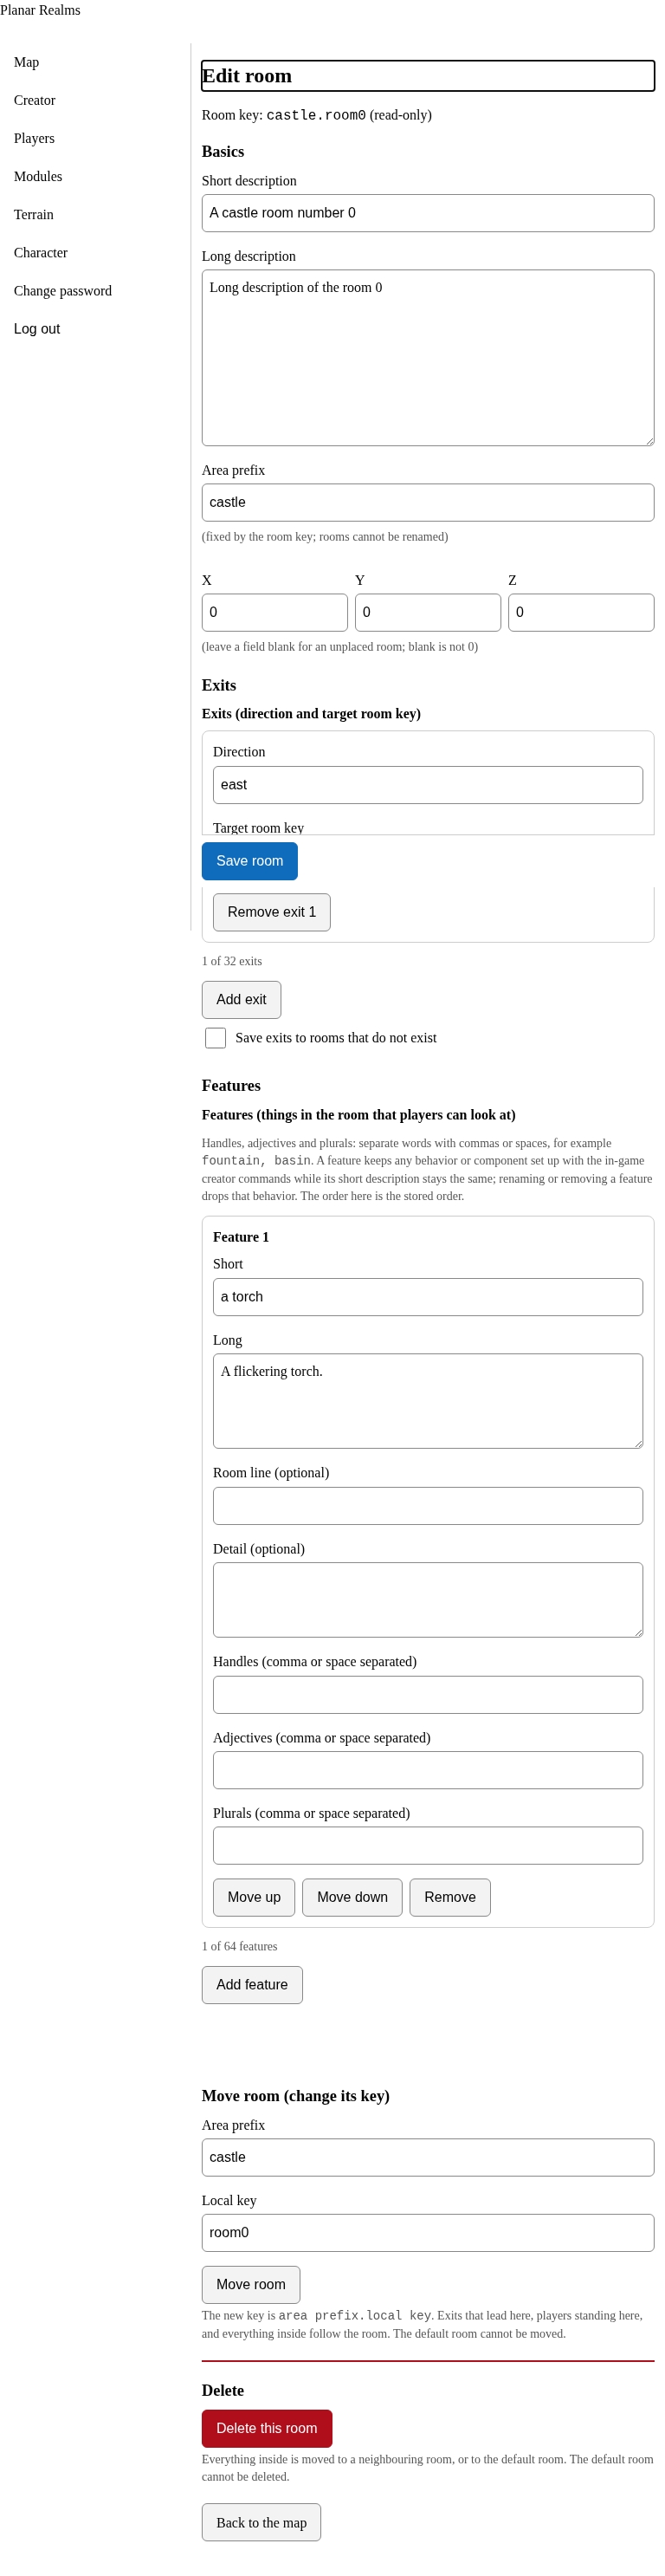 Planar Realms
Map
Creator
Players
Modules
Terrain
Character
Change password
Log out
Edit room
Room key: castle.room0 (read-only)
Basics
Short description
A castle room number 0
Long description
Long description of the room 0
Area prefix
castle
(fixed by the room key; rooms cannot be renamed)
X Y Z
0 0 0
(leave a field blank for an unplaced room; blank is not 0)
Exits
Exits (direction and target room key)
Direction
east
Target room key
Save room
Remove exit 1
1 of 32 exits
Add exit
Save exits to rooms that do not exist
Features
Features (things in the room that players can look at)
Handles, adjectives and plurals: separate words with commas or spaces, for example
fountain, basin. A feature keeps any behavior or component set up with the in-game
creator commands while its short description stays the same; renaming or removing a feature
drops that behavior. The order here is the stored order.
Feature 1
Short
a torch
Long
A flickering torch.
Room line (optional)
Detail (optional)
Handles (comma or space separated)
Adjectives (comma or space separated)
Plurals (comma or space separated)
Move up Move down Remove
1 of 64 features
Add feature
Move room (change its key)
Area prefix
castle
Local key
room0
Move room
The new key is area prefix.local key. Exits that lead here, players standing here,
and everything inside follow the room. The default room cannot be moved.
Delete
Delete this room
Everything inside is moved to a neighbouring room, or to the default room. The default room
cannot be deleted.
Back to the map